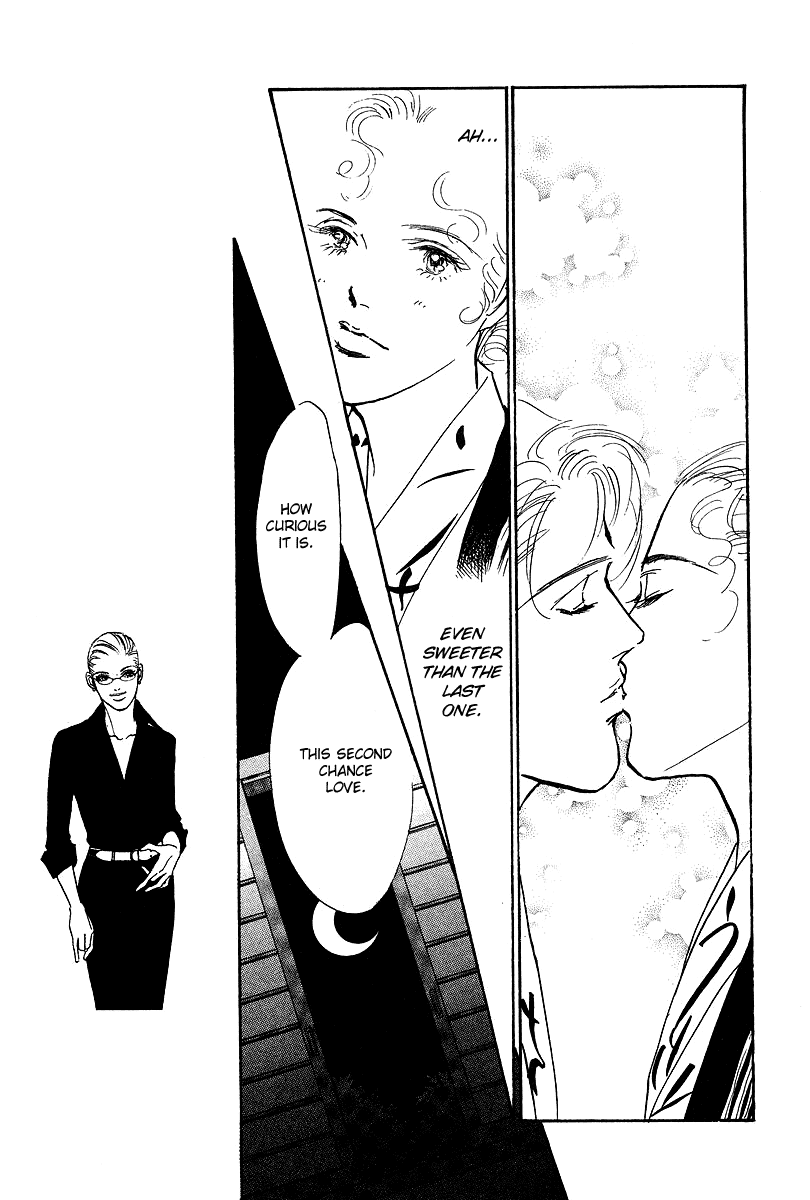 AH...
EVEN
SWEETER
THAN THE
LAST
ONE.
HOW
CURIOUS
IT IS.
THIS SECOND
CHANCE
LOVE.